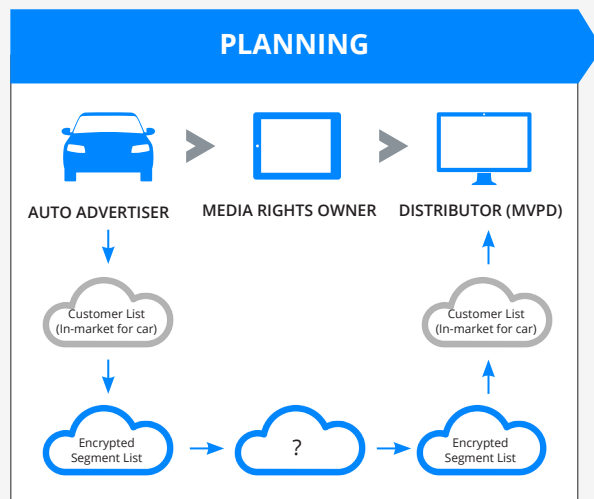 PLANNING
AUTO ADVERTISER
MEDIA RIGHTS OWNER
DISTRIBUTOR (MVPD)
Customer List
(In-market for car)
Customer List
(In-market for car)
Encrypted
Segment List
?
Encrypted
Segment List